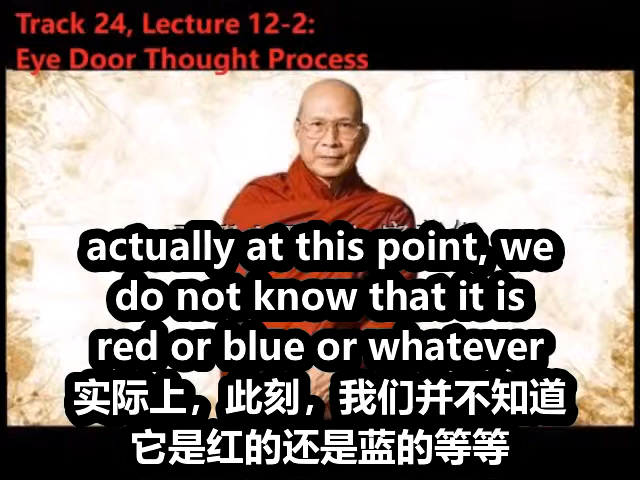 Track 24, Lecture 12-2:
Eye Door Thought Process
actually at this point, we
do not know that it is
red or blue or whatever
实际上，此刻，我们并不知道
它是红的还是蓝的等等